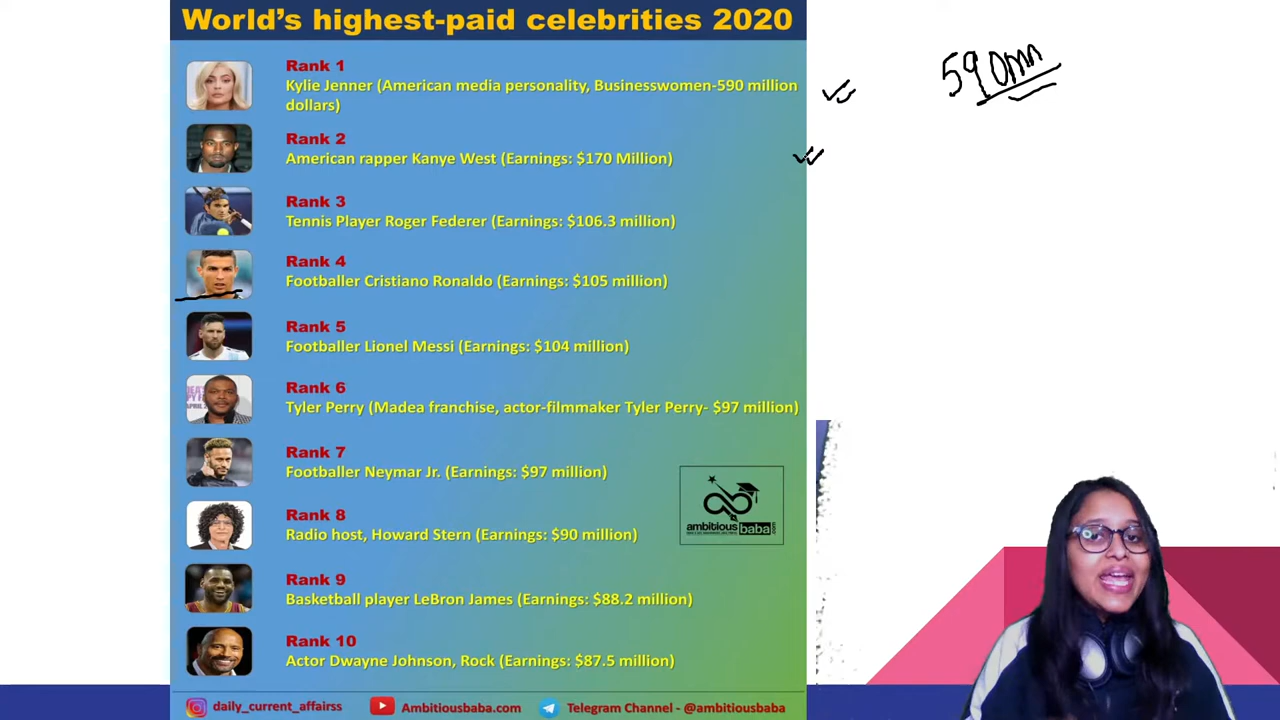 World's highest-paid celebrities 2020
Rank 1
Kylie Jenner (American media personality, Businesswomen-590 million
dollars)
590mn
Rank 2
American rapper Kanye West (Earnings: $170 Million)
Rank 3
Tennis Player Roger Federer (Earnings: $106.3 million)
Rank 4
Footballer Cristiano Ronaldo (Earnings: $105 million)
Rank 5
Footballer Lionel Messi (Earnings: $104 million)
Rank 6
Tyler Perry (Madea franchise, actor-filmmaker Tyler Perry- $97 million)
Rank 7
Footballer Neymar Jr. (Earnings: $97 million)
Rank 8
Radio host, Howard Stern (Earnings: $90 million)
Rank 9
Basketball player LeBron James (Earnings: $88.2 million)
Rank 10
Actor Dwayne Johnson, Rock (Earnings: $87.5 million)
ambitiousbaba.com
daily_current_affairss
Ambitiousbaba.com
Telegram Channel - @ambitiousbaba